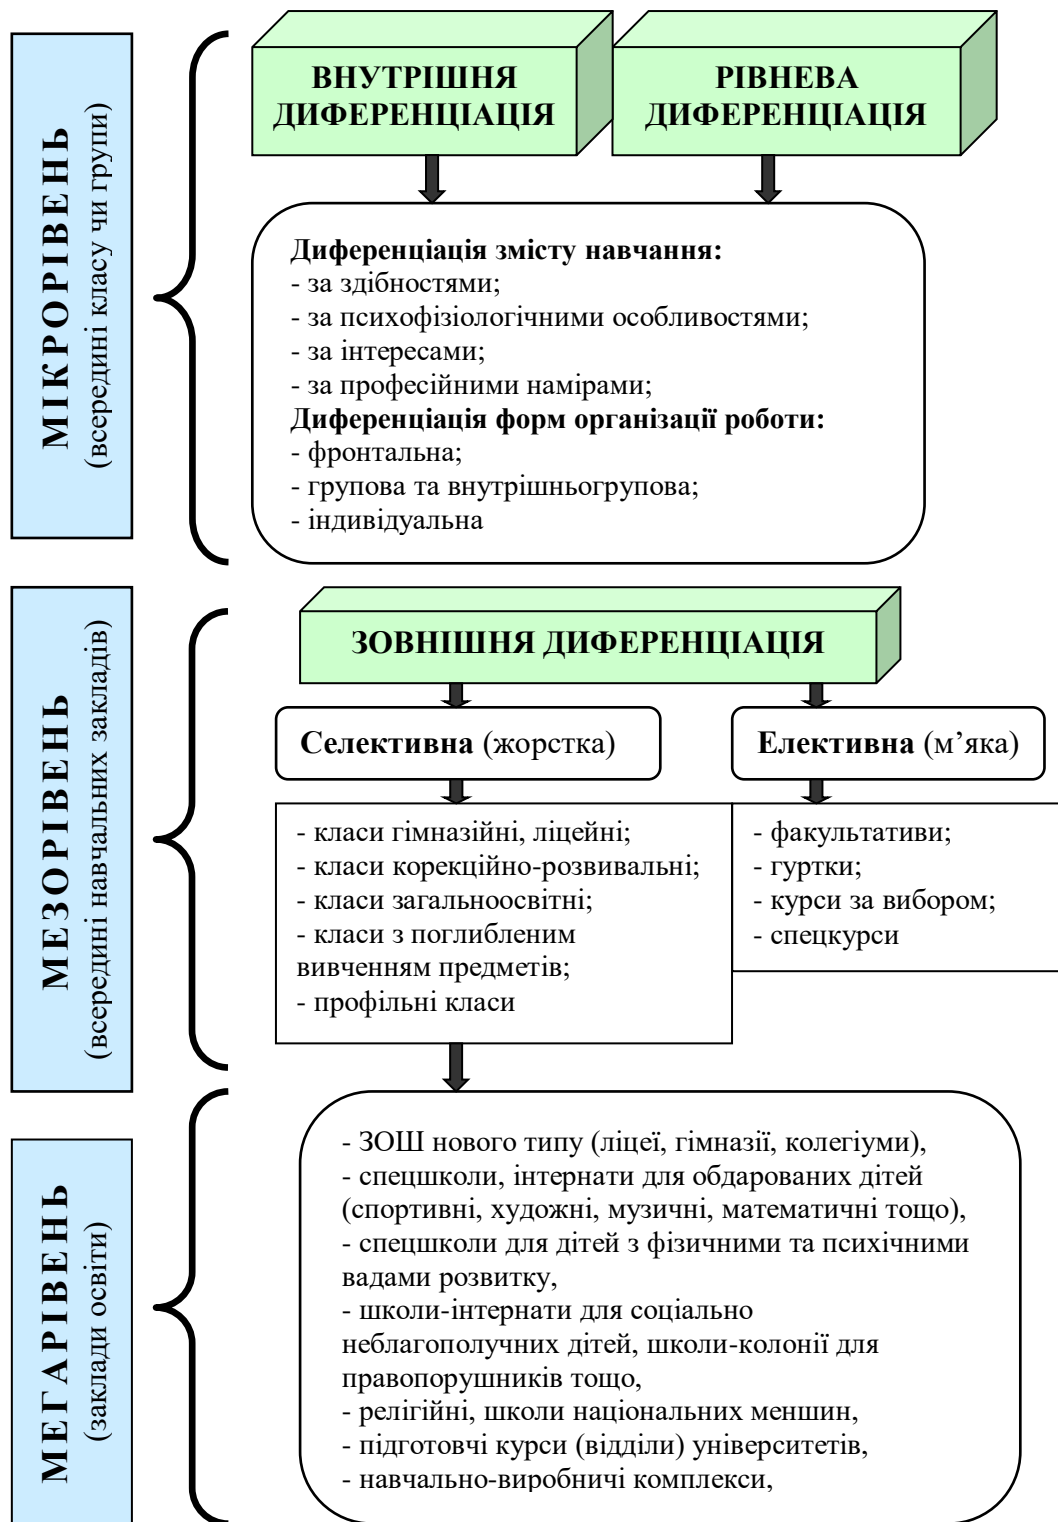 МІКРОРІВЕНЬ
(всередині класу чи групи)
ВНУТРІШНЯ
ДИФЕРЕНЦІАЦІЯ
РІВНЕВА
ДИФЕРЕНЦІАЦІЯ
Диференціація змісту навчання:
- за здібностями;
- за психофізіологічними особливостями;
- за інтересами;
- за професійними намірами;
Диференціація форм організації роботи:
- фронтальна;
- групова та внутрішньогрупова;
- індивідуальна
МЕЗОРІВЕНЬ
(всередині навчальних закладів)
ЗОВНІШНЯ ДИФЕРЕНЦІАЦІЯ
Селективна (жорстка)
- класи гімназійні, ліцейні;
- класи корекційно-розвивальні;
- класи загальноосвітні;
- класи з поглибленим
вивченням предметів;
- профільні класи
Елективна (м’яка)
- факультативи;
- гуртки;
- курси за вибором;
- спецкурси
МЕГАРІВЕНЬ
(заклади освіти)
- ЗОШ нового типу (ліцеї, гімназії, колегіуми),
- спецшколи, інтернати для обдарованих дітей
(спортивні, художні, музичні, математичні тощо),
- спецшколи для дітей з фізичними та психічними
вадами розвитку,
- школи-інтернати для соціально
неблагополучних дітей, школи-колонії для
правопорушників тощо,
- релігійні, школи національних меншин,
- підготовчі курси (відділи) університетів,
- навчально-виробничі комплекси,